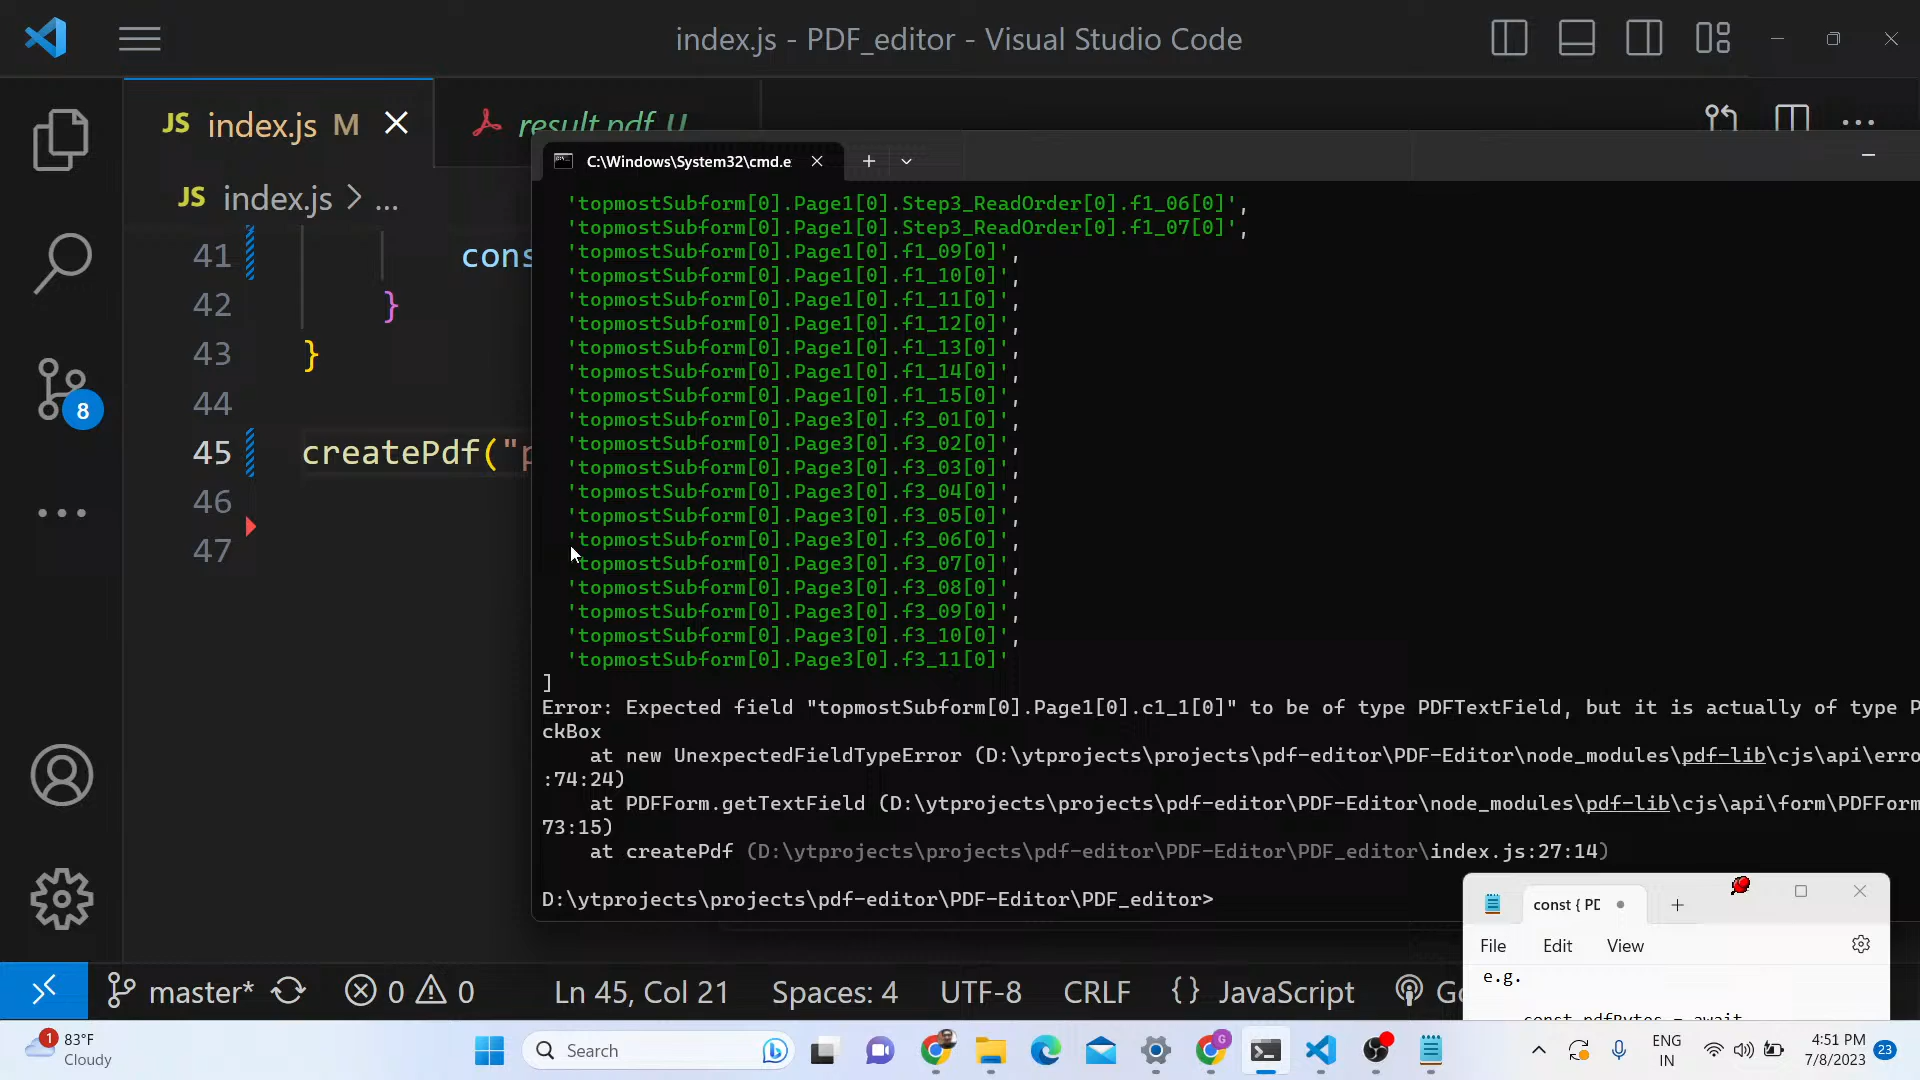 index.js - PDF_editor - Visual Studio Code
JS index.js M
result.pdf U
C:\Windows\System32\cmd.e
JS index.js > ...
41
cons
42 }
43 }
44
45 createPdf("p
46
47
8
'topmostSubform[0].Page1[0].Step3_ReadOrder[0].f1_06[0]',
'topmostSubform[0].Page1[0].Step3_ReadOrder[0].f1_07[0]',
'topmostSubform[0].Page1[0].f1_09[0]',
'topmostSubform[0].Page1[0].f1_10[0]',
'topmostSubform[0].Page1[0].f1_11[0]',
'topmostSubform[0].Page1[0].f1_12[0]',
'topmostSubform[0].Page1[0].f1_13[0]',
'topmostSubform[0].Page1[0].f1_14[0]',
'topmostSubform[0].Page1[0].f1_15[0]',
'topmostSubform[0].Page3[0].f3_01[0]',
'topmostSubform[0].Page3[0].f3_02[0]',
'topmostSubform[0].Page3[0].f3_03[0]',
'topmostSubform[0].Page3[0].f3_04[0]',
'topmostSubform[0].Page3[0].f3_05[0]',
'topmostSubform[0].Page3[0].f3_06[0]',
'topmostSubform[0].Page3[0].f3_07[0]',
'topmostSubform[0].Page3[0].f3_08[0]',
'topmostSubform[0].Page3[0].f3_09[0]',
'topmostSubform[0].Page3[0].f3_10[0]',
'topmostSubform[0].Page3[0].f3_11[0]'
]
Error: Expected field "topmostSubform[0].Page1[0].c1_1[0]" to be of type PDFTextField, but it is actually of type P
ckBox
at new UnexpectedFieldTypeError (D:\ytprojects\projects\pdf-editor\PDF-Editor\node_modules\pdf-lib\cjs\api\erro
:74:24)
at PDFForm.getTextField (D:\ytprojects\projects\pdf-editor\PDF-Editor\node_modules\pdf-lib\cjs\api\form\PDFForm
73:15)
at createPdf (D:\ytprojects\projects\pdf-editor\PDF-Editor\PDF_editor\index.js:27:14)
D:\ytprojects\projects\pdf-editor\PDF-Editor\PDF_editor>
const { PD
File Edit View
e.g.
const pdfBytes = await
master* 0 0 Ln 45, Col 21 Spaces: 4 UTF-8 CRLF {} JavaScript Go
1 83°F
Cloudy
Search
ENG
IN
4:51 PM
7/8/2023
23